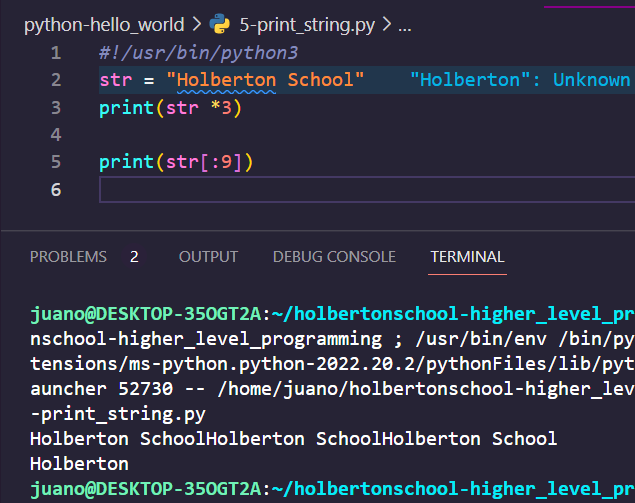 python-hello_world > 5-print_string.py > ...
1 #!/usr/bin/python3
2 str = "Holberton School" "Holberton": Unknown
3 print(str *3)
4
5 print(str[:9])
6
PROBLEMS 2 OUTPUT DEBUG CONSOLE TERMINAL
juano@DESKTOP-35OGT2A:~/holbertonschool-higher_level_pr
nschool-higher_level_programming ; /usr/bin/env /bin/py
tensions/ms-python.python-2022.20.2/pythonFiles/lib/pyt
auncher 52730 -- /home/juano/holbertonschool-higher_lev
-print_string.py
Holberton SchoolHolberton SchoolHolberton School
Holberton
juano@DESKTOP-35OGT2A:~/holbertonschool-higher_level_pr